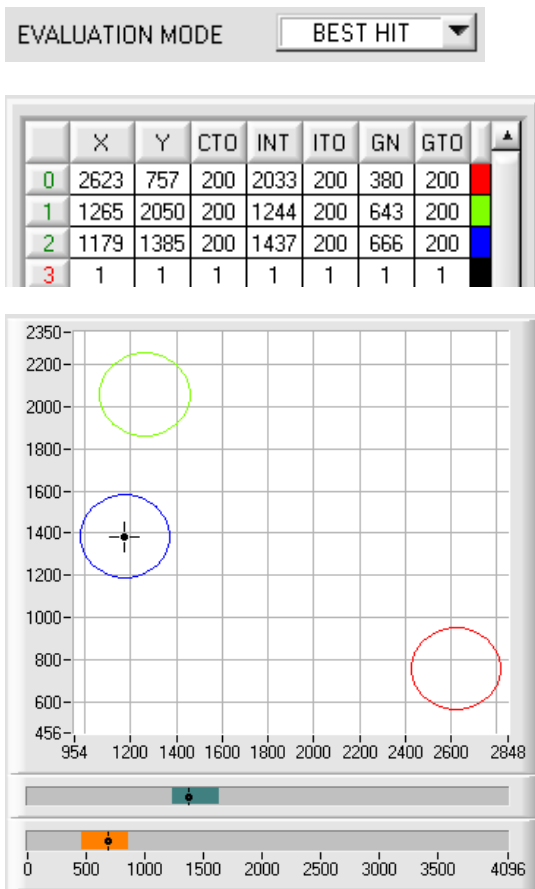 EVALUATION MODE BEST HIT
X Y CTO INT ITO GN GTO
0 2623 757 200 2033 200 380 200
1 1265 2050 200 1244 200 643 200
2 1179 1385 200 1437 200 666 200
3 1 1 1 1 1 1 1
2350
2200
2000
1800
1600
1400
1200
1000
800
600
456
954 1200 1400 1600 1800 2000 2200 2400 2600 2848
0 500 1000 1500 2000 2500 3000 3500 4096